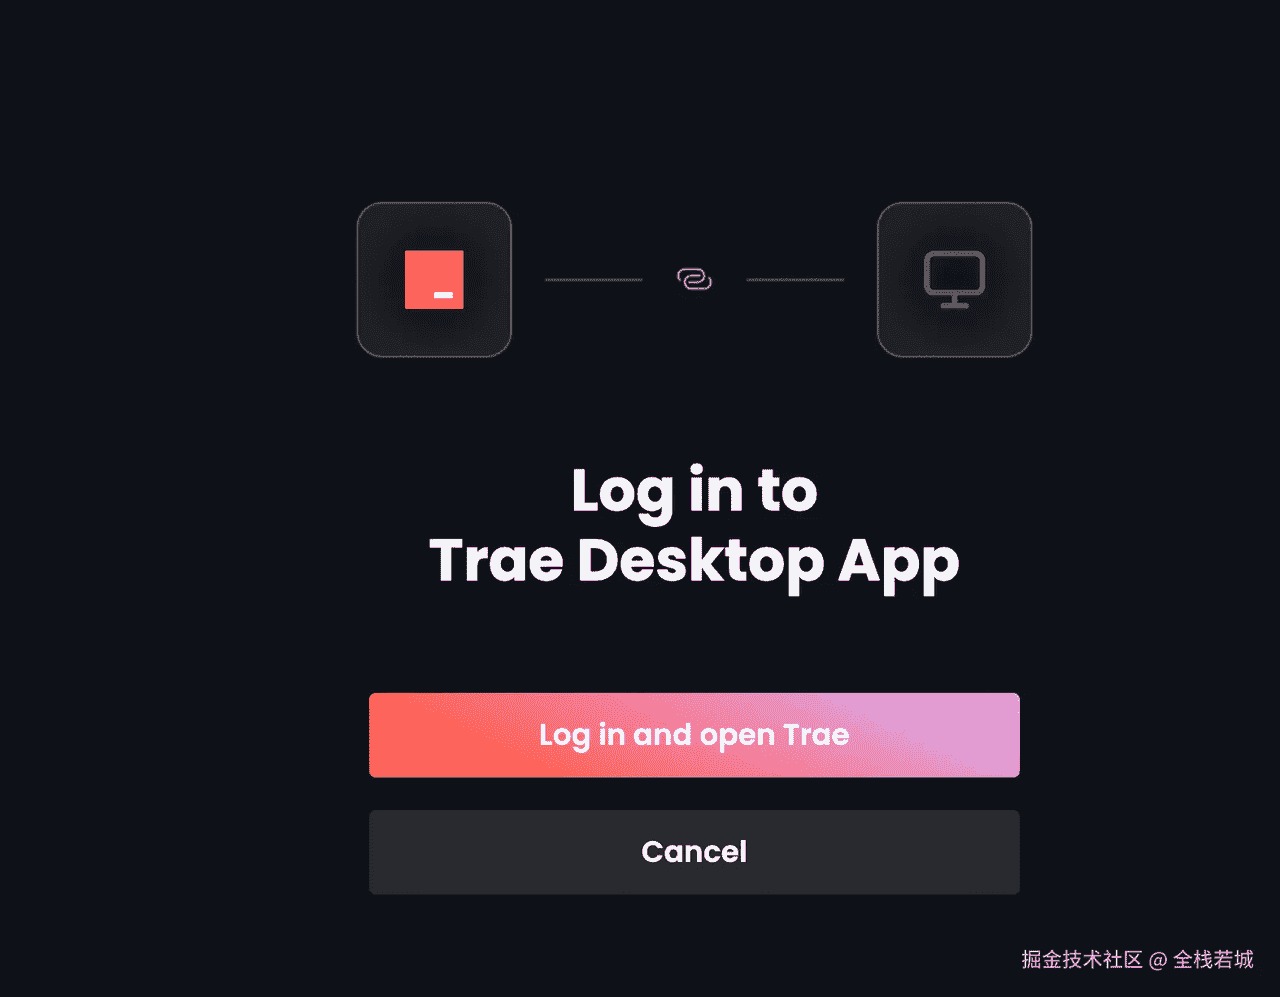 Log in to
Trae Desktop App
Log in and open Trae
Cancel
掘金技术社区 @ 全栈若城